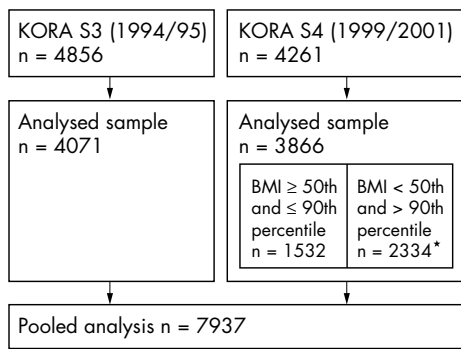 KORA S3 (1994/95)
n = 4856
KORA S4 (1999/2001)
n = 4261
Analysed sample
n = 4071
Analysed sample
n = 3866
BMI ≥ 50th
and ≤ 90th
percentile
n = 1532
BMI < 50th
and > 90th
percentile
n = 2334*
Pooled analysis n = 7937